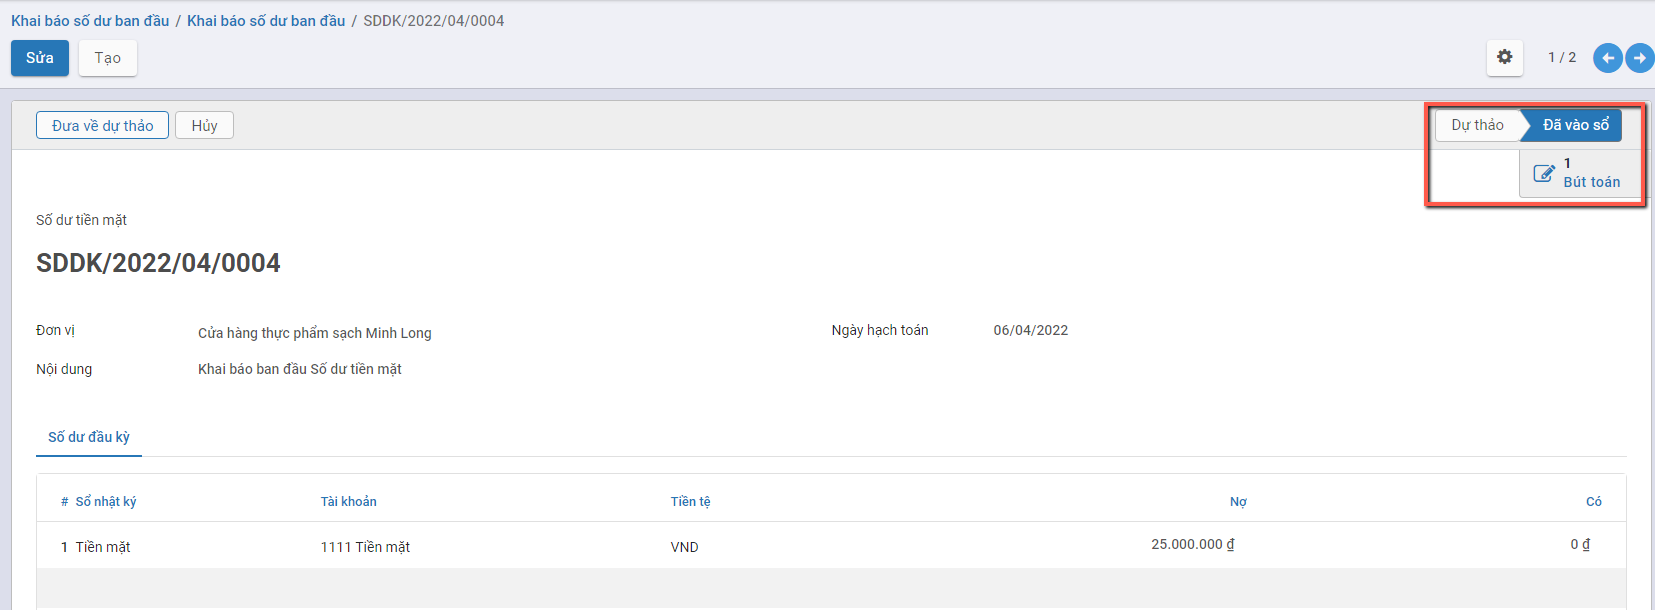 Khai báo số dư ban đầu / Khai báo số dư ban đầu / SDDK/2022/04/0004
Sửa Tạo 1 / 2
Đưa về dự thảo Hủy Dự thảo Đã vào sổ
1
Bút toán
Số dư tiền mặt
SDDK/2022/04/0004
Đơn vị Cửa hàng thực phẩm sạch Minh Long Ngày hạch toán 06/04/2022
Nội dung Khai báo ban đầu Số dư tiền mặt
Số dư đầu kỳ
# Sổ nhật ký Tài khoản Tiền tệ Nợ Có
1 Tiền mặt 1111 Tiền mặt VND 25.000.000 ₫ 0 ₫